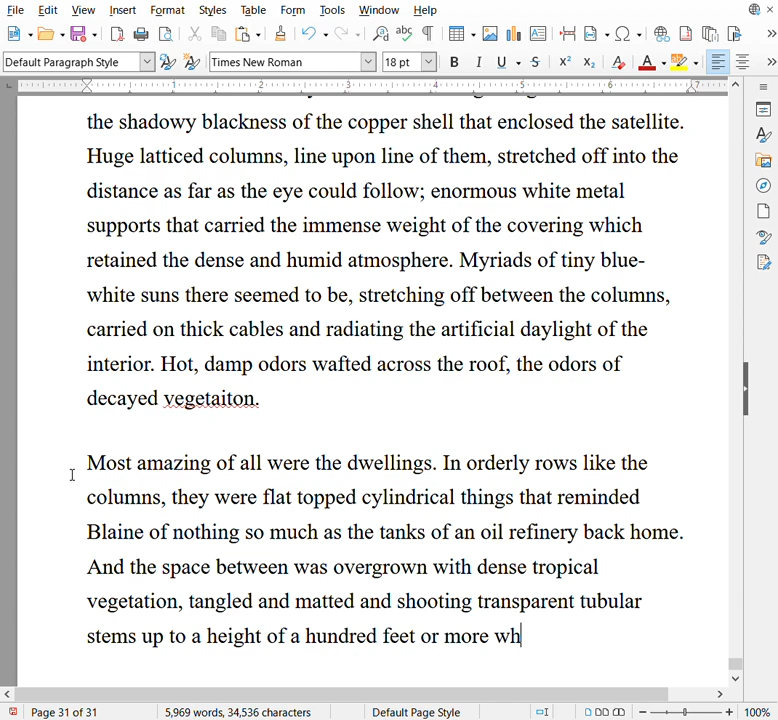 File Edit View Insert Format Styles Table Form Tools Window Help
Default Paragraph Style Times New Roman 18 pt B I U S X² X₂ A
1 2 3 4 5 6 7
the shadowy blackness of the copper shell that enclosed the satellite.
Huge latticed columns, line upon line of them, stretched off into the
distance as far as the eye could follow; enormous white metal
supports that carried the immense weight of the covering which
retained the dense and humid atmosphere. Myriads of tiny blue-
white suns there seemed to be, stretching off between the columns,
carried on thick cables and radiating the artificial daylight of the
interior. Hot, damp odors wafted across the roof, the odors of
decayed vegetaiton.
Most amazing of all were the dwellings. In orderly rows like the
columns, they were flat topped cylindrical things that reminded
Blaine of nothing so much as the tanks of an oil refinery back home.
And the space between was overgrown with dense tropical
vegetation, tangled and matted and shooting transparent tubular
stems up to a height of a hundred feet or more wh
Page 31 of 31 5,969 words, 34,536 characters Default Page Style 100%